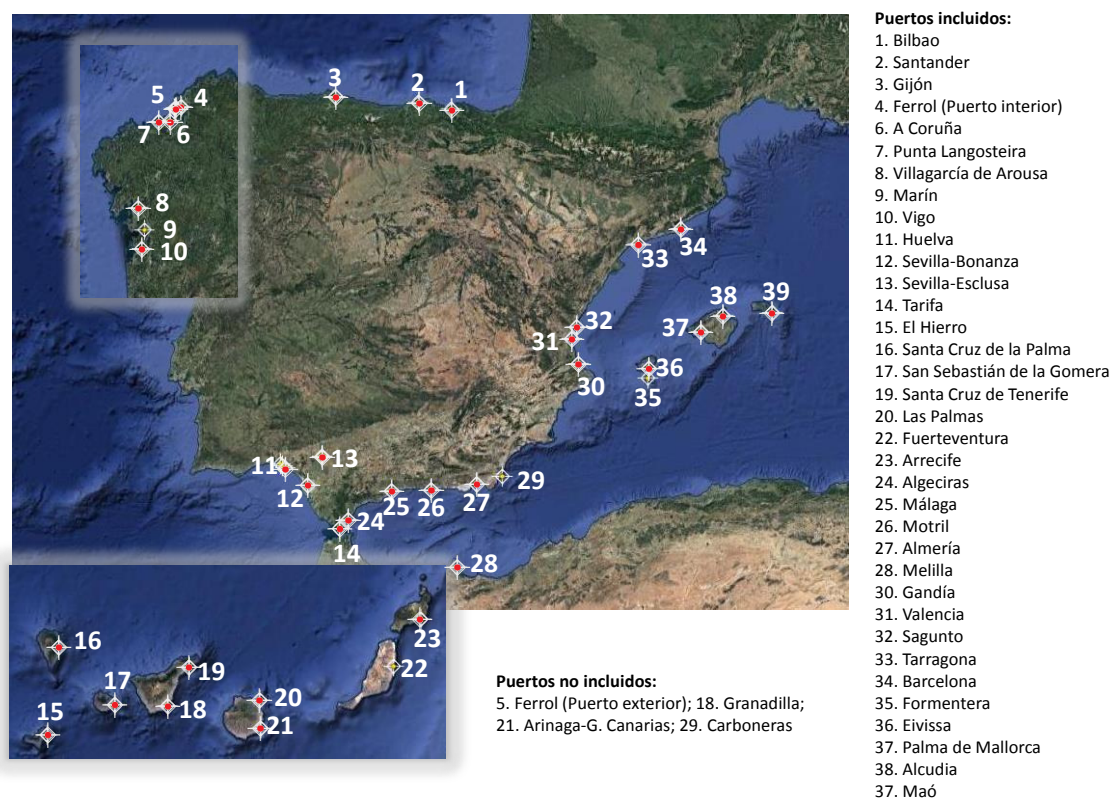 Puertos incluidos:
1. Bilbao
2. Santander
3. Gijón
4. Ferrol (Puerto interior)
6. A Coruña
7. Punta Langosteira
8. Villagarcía de Arousa
9. Marín
10. Vigo
11. Huelva
12. Sevilla-Bonanza
13. Sevilla-Esclusa
14. Tarifa
15. El Hierro
16. Santa Cruz de la Palma
17. San Sebastián de la Gomera
19. Santa Cruz de Tenerife
20. Las Palmas
22. Fuerteventura
23. Arrecife
24. Algeciras
25. Málaga
26. Motril
27. Almería
28. Melilla
30. Gandía
31. Valencia
32. Sagunto
33. Tarragona
34. Barcelona
35. Formentera
36. Eivissa
37. Palma de Mallorca
38. Alcudia
37. Maó
3
2
1
5
4
7
6
8
9
10
34
33
38
39
37
32
31
36
30
35
13
11
29
12
27
25
26
24
14
28
23
16
19
22
17
20
18
15
21
Puertos no incluidos:
5. Ferrol (Puerto exterior); 18. Granadilla;
21. Arinaga-G. Canarias; 29. Carboneras